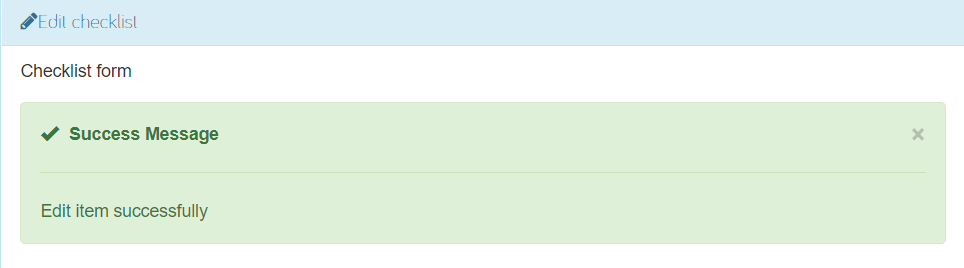 Edit checklist
Checklist form
Success Message
×
Edit item successfully